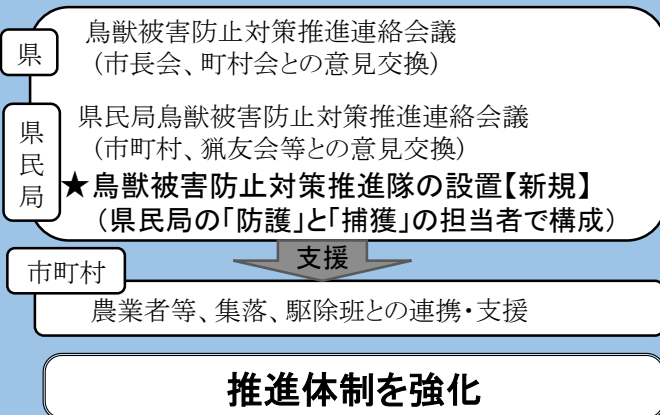 県
鳥獣被害防止対策推進連絡会議
（市長会、町村会との意見交換）
県民局
県民局鳥獣被害防止対策推進連絡会議
（市町村、猟友会等との意見交換）
★鳥獣被害防止対策推進隊の設置【新規】
（県民局の「防護」と「捕獲」の担当者で構成）
支援
市町村
農業者等、集落、駆除班との連携・支援
推進体制を強化